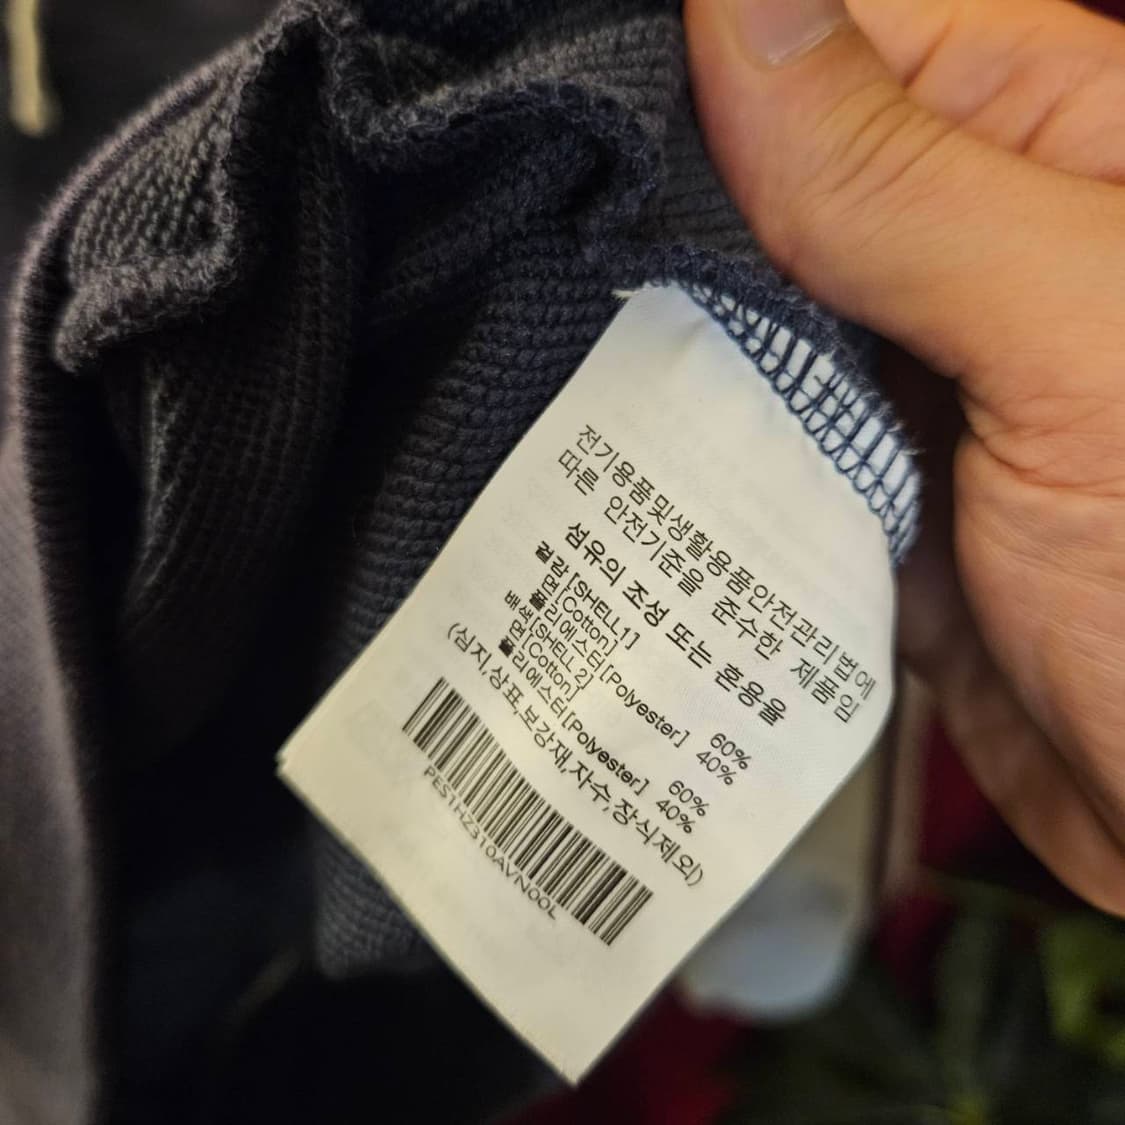 전기용품및생활용품안전관리법에
따른 안전기준을 준수한 제품임
섬유의 조성 또는 혼용율
겉감 [SHELL1]
면[Cotton] 60%
폴리에스터[Polyester] 40%
배색[SHELL 2]
면[Cotton] 60%
폴리에스터[Polyester] 40%
(심지,상표,보강재,자수,장식제외)
PES1HZ310AVN00L